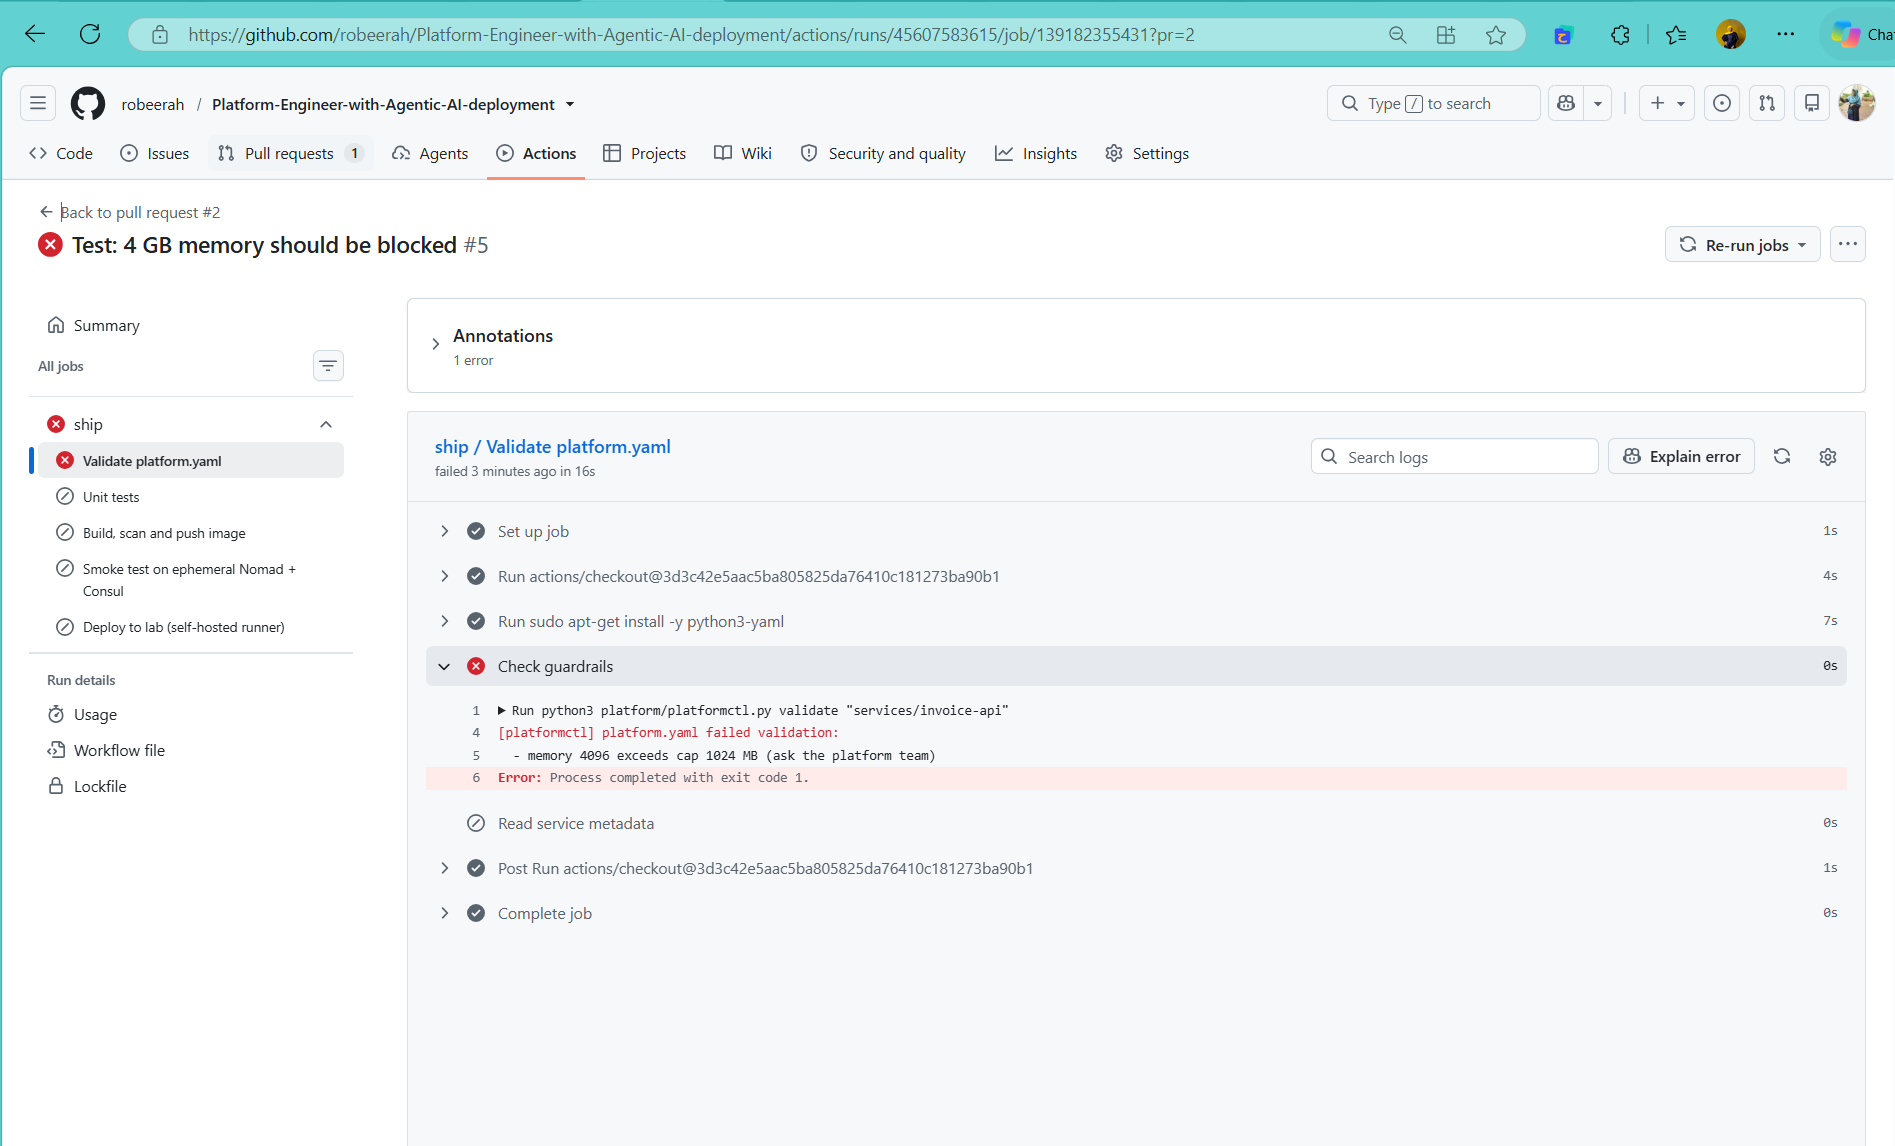 https://github.com/robeerah/Platform-Engineer-with-Agentic-AI-deployment/actions/runs/45607583615/job/139182355431?pr=2
robeerah / Platform-Engineer-with-Agentic-AI-deployment
Type / to search
Code
Issues
Pull requests 1
Agents
Actions
Projects
Wiki
Security and quality
Insights
Settings
Back to pull request #2
Test: 4 GB memory should be blocked #5
Re-run jobs
Summary
All jobs
ship
Validate platform.yaml
Unit tests
Build, scan and push image
Smoke test on ephemeral Nomad +
Consul
Deploy to lab (self-hosted runner)
Run details
Usage
Workflow file
Lockfile
Annotations
1 error
ship / Validate platform.yaml
failed 3 minutes ago in 16s
Search logs
Explain error
Set up job 1s
Run actions/checkout@3d3c42e5aac5ba805825da76410c181273ba90b1 4s
Run sudo apt-get install -y python3-yaml 7s
Check guardrails 0s
1 Run python3 platform/platformctl.py validate "services/invoice-api"
4 [platformctl] platform.yaml failed validation:
5 - memory 4096 exceeds cap 1024 MB (ask the platform team)
6 Error: Process completed with exit code 1.
Read service metadata 0s
Post Run actions/checkout@3d3c42e5aac5ba805825da76410c181273ba90b1 1s
Complete job 0s